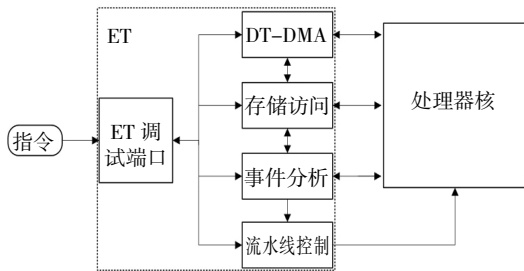 ET
DT-DMA
存储访问
处理器核
指令
ET 调
试端口
事件分析
流水线控制